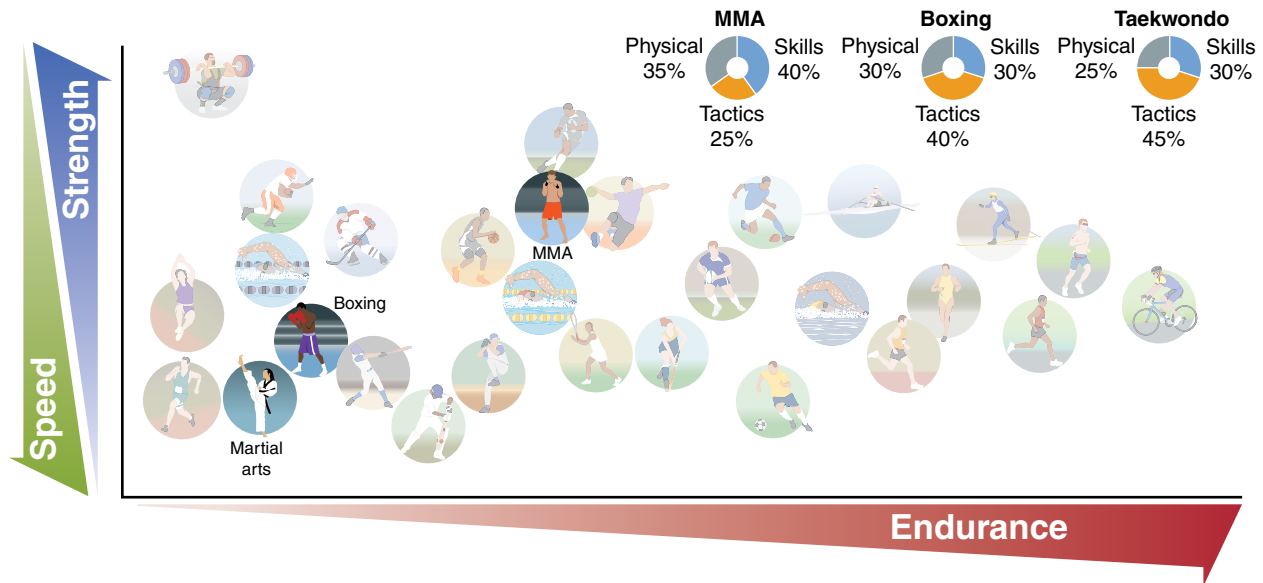 MMA
Physical
35%
Skills
40%
Tactics
25%
Boxing
Physical
30%
Skills
30%
Tactics
40%
Taekwondo
Physical
25%
Skills
30%
Tactics
45%
Strength
Speed
MMA
Boxing
Martial
arts
Endurance